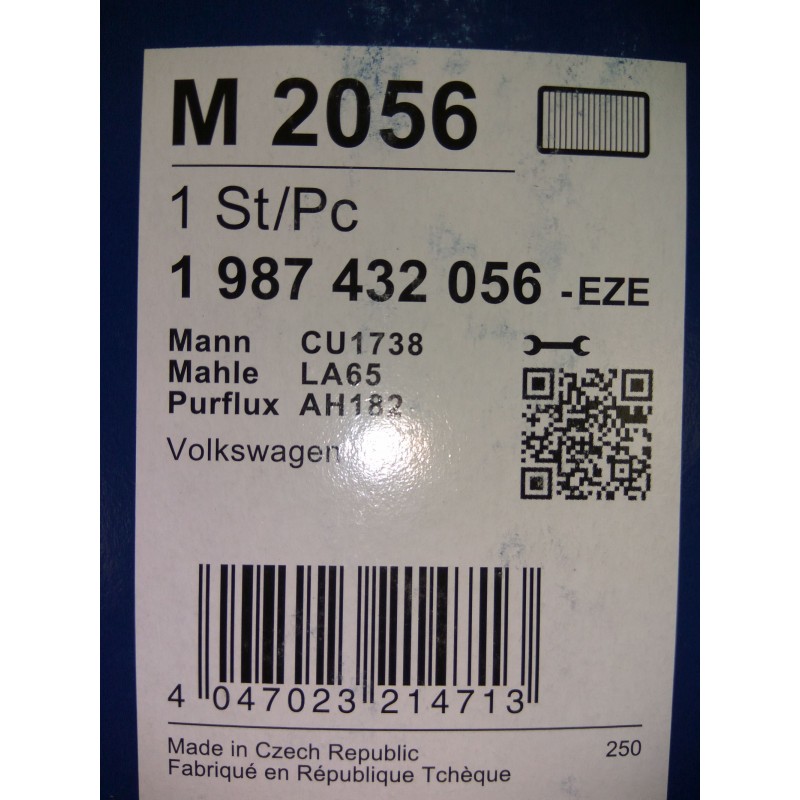 M 2056
1 St/Pc
1 987 432 056 -EZE
Mann CU1738
Mahle LA65
Purflux AH182
Volkswagen
4 047023 214713
Made in Czech Republic 250
Fabriqué en République Tchèque